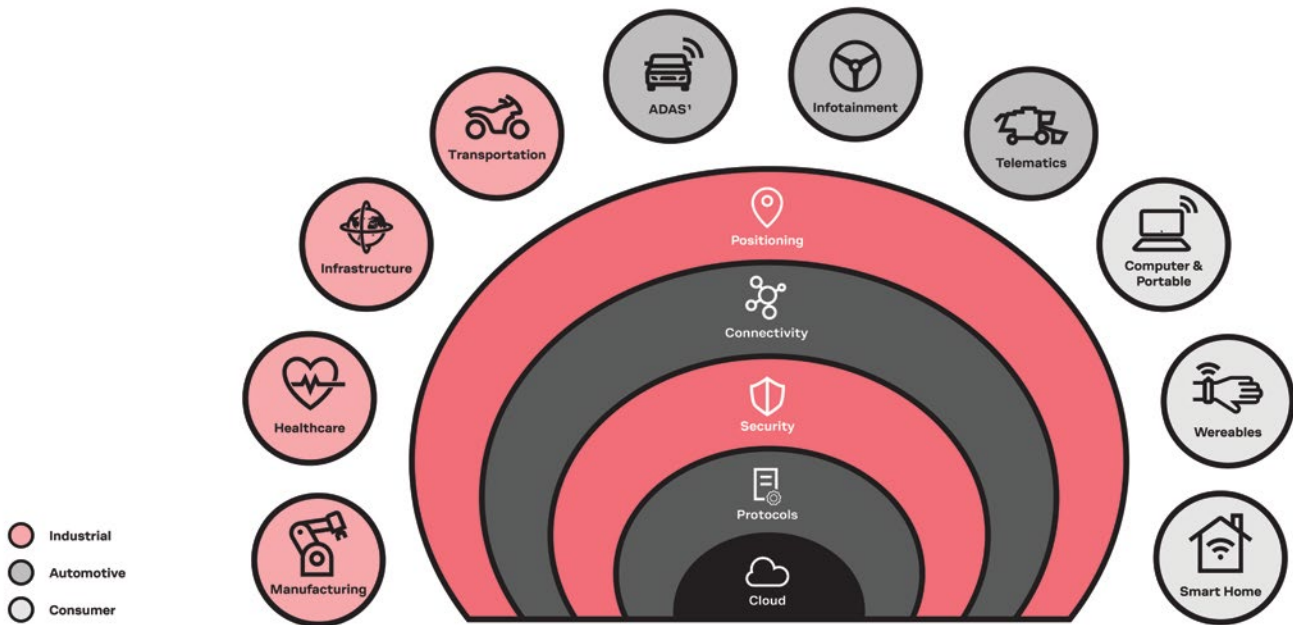 ADAS¹
Infotainment
Transportation
Telematics
Infrastructure
Computer &
Portable
Healthcare
Wereables
Manufacturing
Smart Home
Positioning
Connectivity
Security
Protocols
Cloud
Industrial
Automotive
Consumer